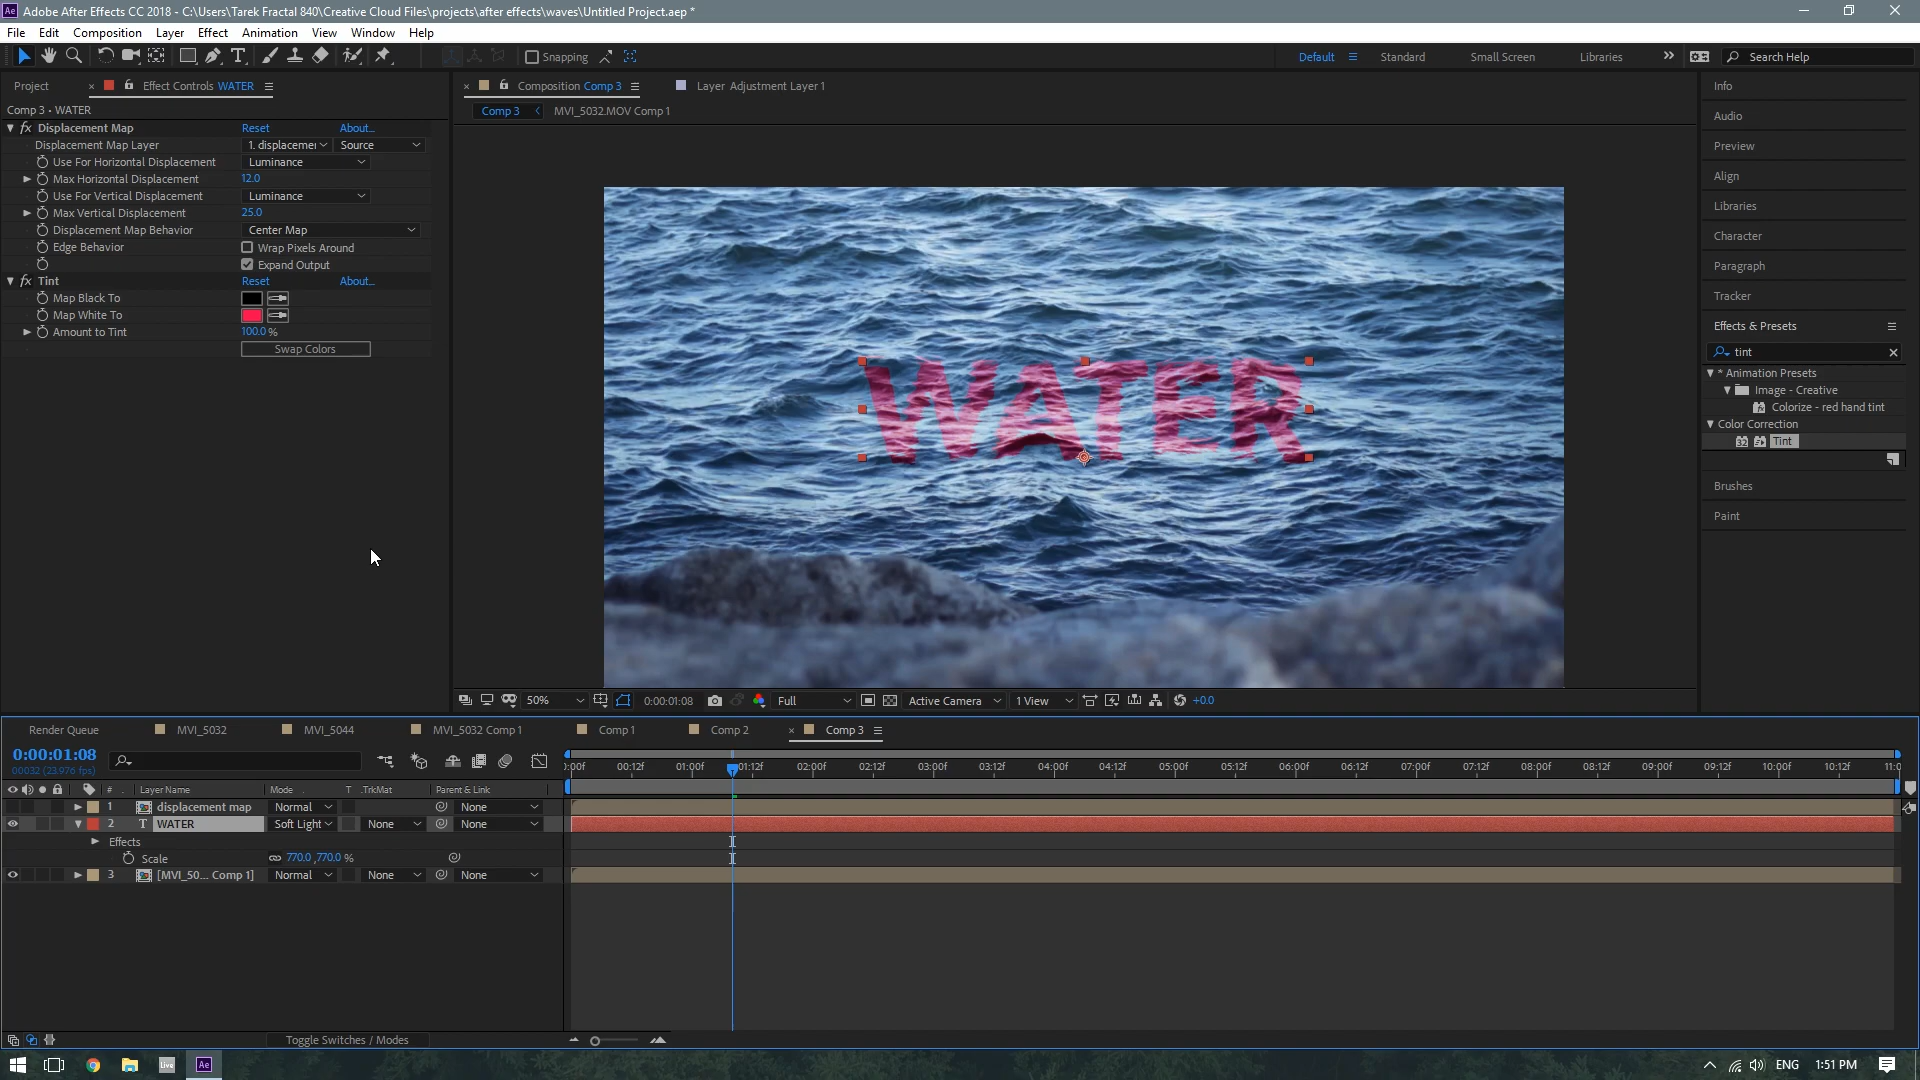 Adobe After Effects CC 2018 - C:\Users\Tarek Fractal 840\Creative Cloud Files\projects\after effects\waves\Untitled Project.aep *
File Edit Composition Layer Effect Animation View Window Help
Snapping
Default Standard Small Screen Libraries Search Help
Project Effect Controls WATER
Composition Comp 3 Layer Adjustment Layer 1
Comp 3 • WATER
Comp 3 MVI_5032.MOV Comp 1
fx Displacement Map Reset About...
Displacement Map Layer 1. displacemei Source
Use For Horizontal Displacement Luminance
Max Horizontal Displacement 12.0
Use For Vertical Displacement Luminance
Max Vertical Displacement 25.0
Displacement Map Behavior Center Map
Edge Behavior Wrap Pixels Around
Expand Output
fx Tint Reset About...
Map Black To
Map White To
Amount to Tint 100.0 %
Swap Colors
WATER
Info
Audio
Preview
Align
Libraries
Character
Paragraph
Tracker
Effects & Presets
tint
* Animation Presets
Image - Creative
Colorize - red hand tint
Color Correction
32 Tint
Brushes
Paint
50% 0:00:01:08 Full Active Camera 1 View +0.0
Render Queue MVI_5032 MVI_5044 MVI_5032 Comp 1 Comp 1 Comp 2 Comp 3
0:00:01:08
00032 (23.976 fps)
):00f 00:12f 01:00f 01:12f 02:00f 02:12f 03:00f 03:12f 04:00f 04:12f 05:00f 05:12f 06:00f 06:12f 07:00f 07:12f 08:00f 08:12f 09:00f 09:12f 10:00f 10:12f 11:0
# Layer Name Mode T .TrkMat Parent & Link
1 displacement map Normal None
2 T WATER Soft Light None None
Effects
Scale 770.0 ,770.0 %
3 [MVI_50... Comp 1] Normal None None
Toggle Switches / Modes
Live Ae ENG 1:51 PM